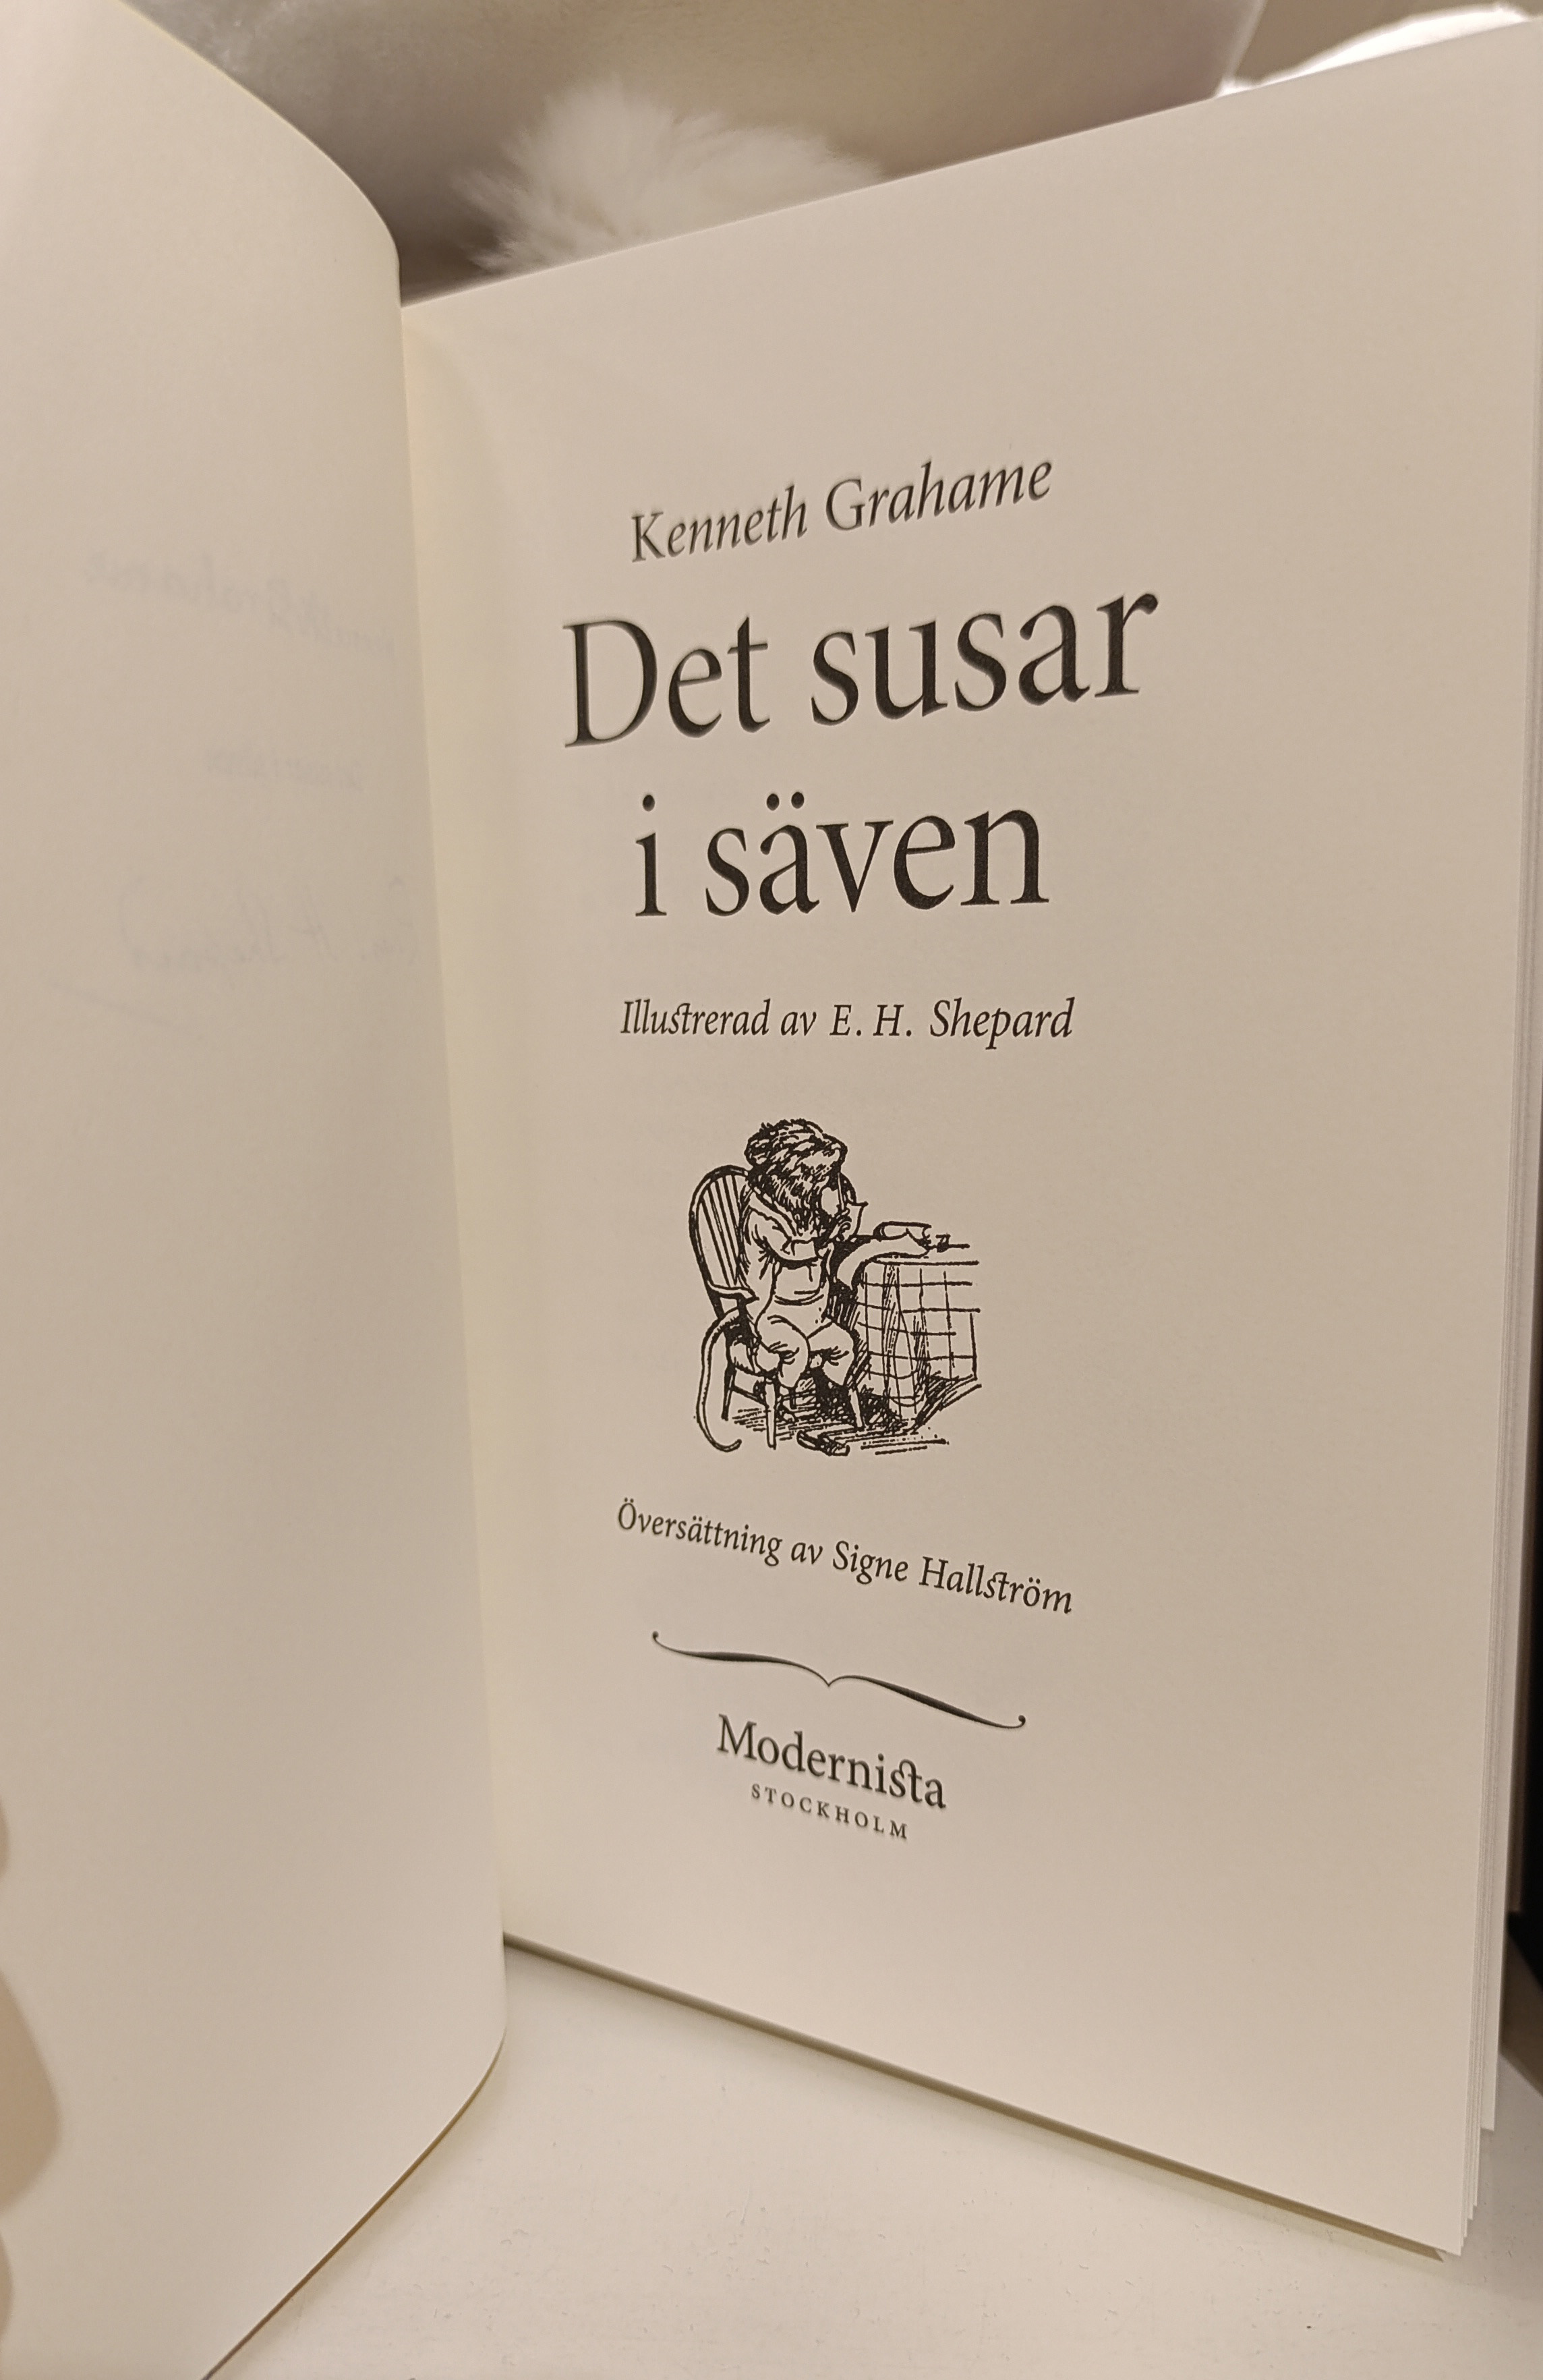 Kenneth Grahame
Det susar
i säven
Illustrerad av E. H. Shepard
Översättning av Signe Hallström
Modernista
STOCKHOLM